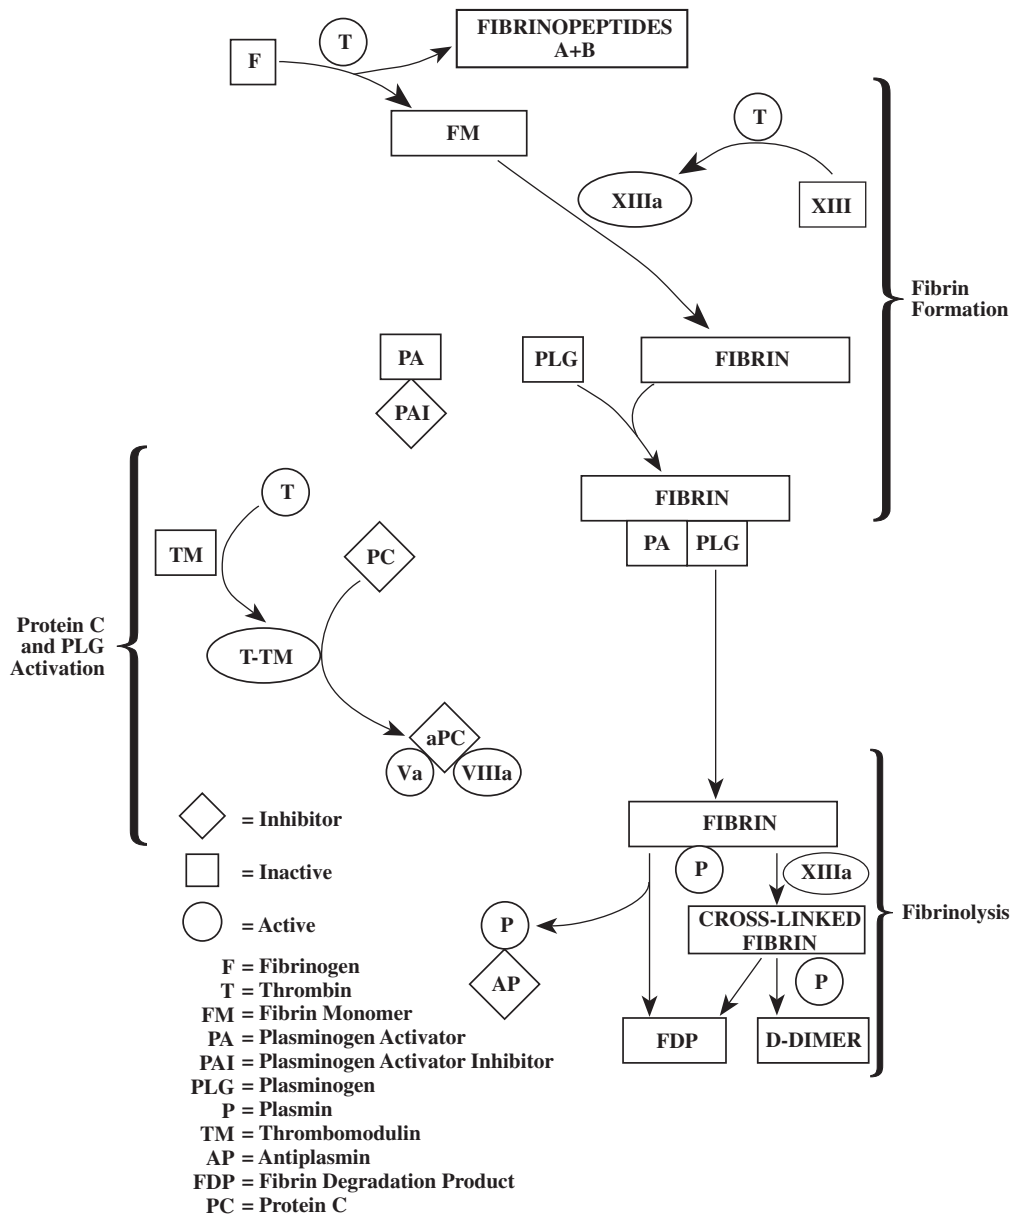 FIBRINOPEPTIDES
A+B
T
F
FM
T
XIIIa
XIII
Fibrin
Formation
PA
PAI
PLG
FIBRIN
FIBRIN
PA
PLG
T
TM
PC
Protein C
and PLG
Activation
T-TM
aPC
Va
VIIIa
FIBRIN
P
XIIIa
CROSS-LINKED
FIBRIN
Fibrinolysis
P
AP
P
FDP
D-DIMER
= Inhibitor
= Inactive
= Active
F = Fibrinogen
T = Thrombin
FM = Fibrin Monomer
PA = Plasminogen Activator
PAI = Plasminogen Activator Inhibitor
PLG = Plasminogen
P = Plasmin
TM = Thrombomodulin
AP = Antiplasmin
FDP = Fibrin Degradation Product
PC = Protein C